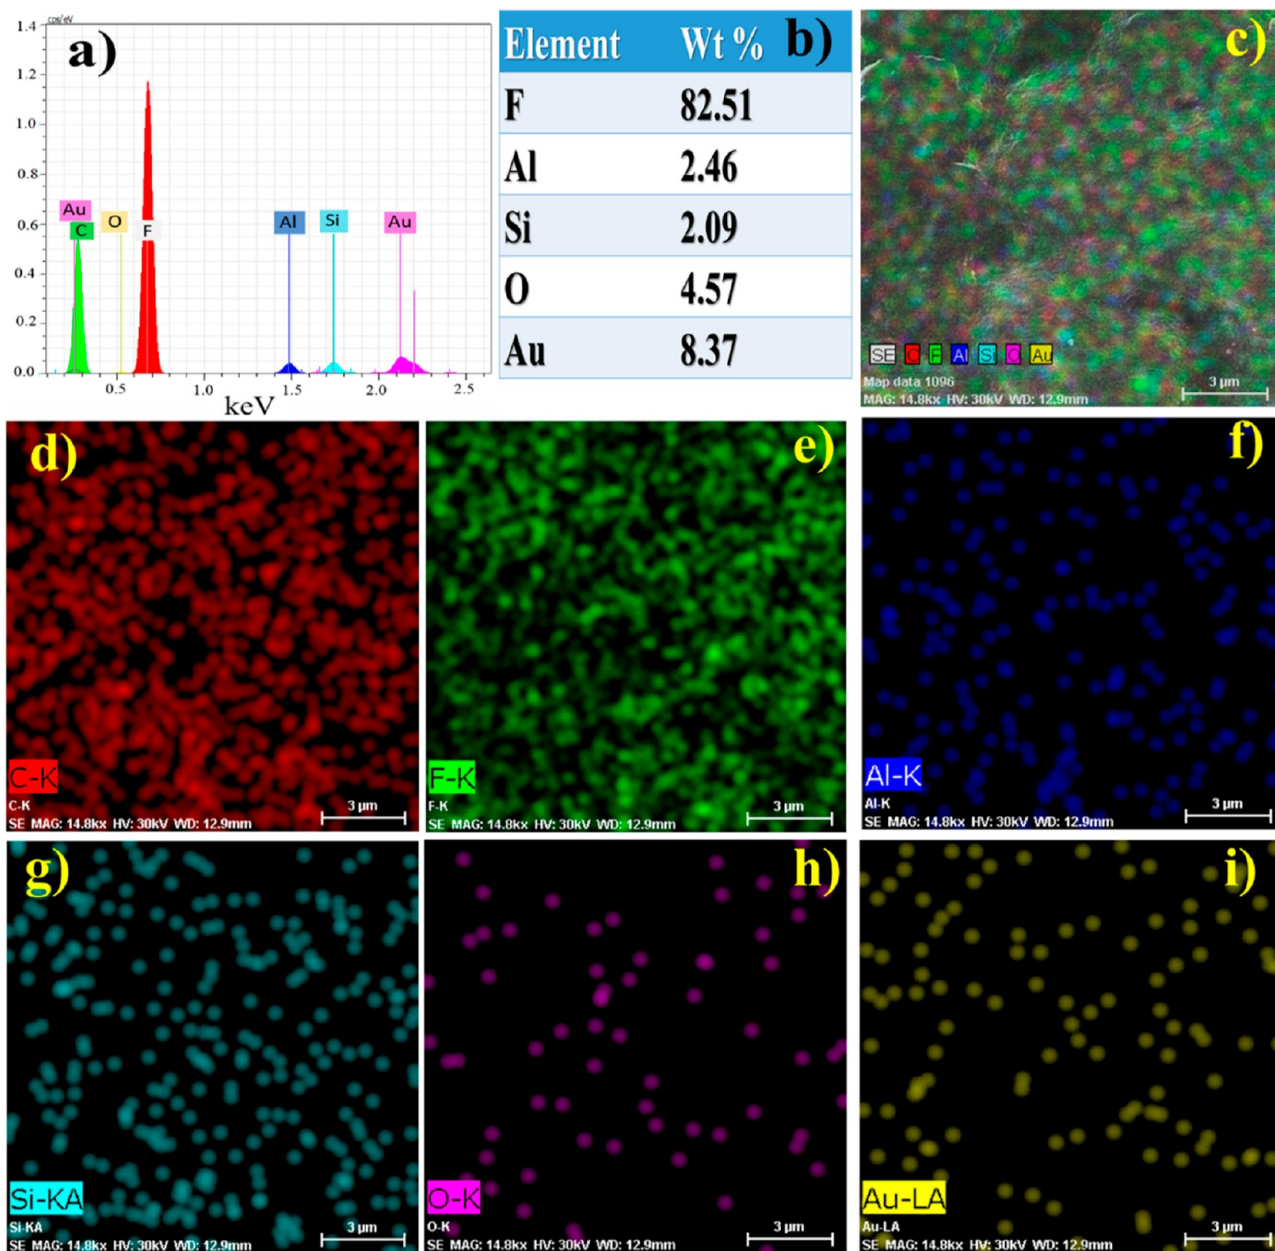 cps/eV
a)
1.4
1.2
1.0
0.8
0.6
0.4
0.2
0.0
Au
C
O
F
Al
Si
Au
0.5
1.0
1.5
2.0
2.5
keV
b)
Element Wt %
F 82.51
Al 2.46
Si 2.09
O 4.57
Au 8.37
c)
SE C F Al Si O Au
Map data 1096
MAG: 14.8kx HV: 30kV WD: 12.9mm
3 µm
d)
C-K
C-K
SE MAG: 14.8kx HV: 30kV WD: 12.9mm
3 µm
e)
F-K
F-K
SE MAG: 14.8kx HV: 30kV WD: 12.9mm
3 µm
f)
Al-K
Al-K
SE MAG: 14.8kx HV: 30kV WD: 12.9mm
3 µm
g)
Si-KA
Si-KA
SE MAG: 14.8kx HV: 30kV WD: 12.9mm
3 µm
h)
O-K
O-K
SE MAG: 14.8kx HV: 30kV WD: 12.9mm
3 µm
i)
Au-LA
Au-LA
SE MAG: 14.8kx HV: 30kV WD: 12.9mm
3 µm